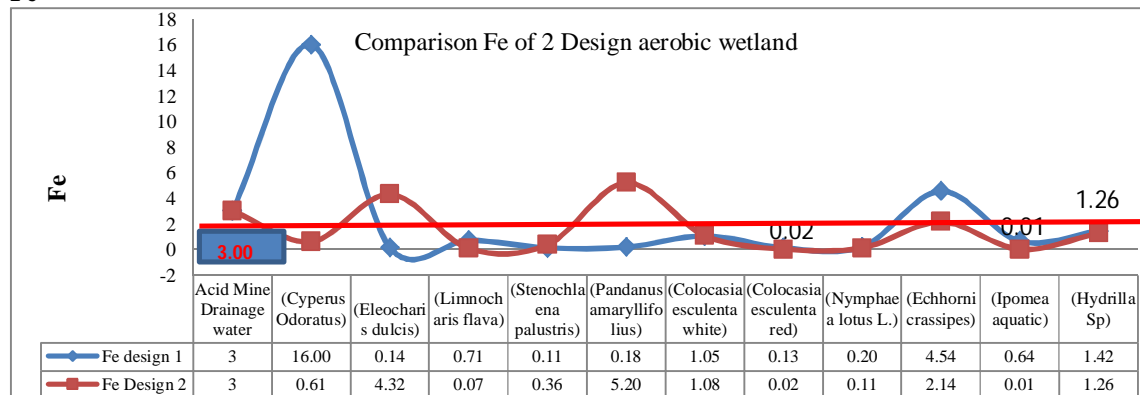 18
16
14
12
10
8
6
4
2
0
-2
Fe
Comparison Fe of 2 Design aerobic wetland
3.00
0.02
0.01
1.26
Acid Mine
Drainage
water
(Cyperus
Odoratus)
(Eleochari
s dulcis)
(Limnoch
aris flava)
(Stenochla
ena
palustris)
(Pandanus
amaryllifo
lius)
(Colocasia
esculenta
white)
(Colocasia
esculenta
red)
(Nymphae
a lotus L.)
(Echhorni
crassipes)
(Ipomea
aquatic)
(Hydrilla
Sp)
Fe design 1 3 16.00 0.14 0.71 0.11 0.18 1.05 0.13 0.20 4.54 0.64 1.42
Fe Design 2 3 0.61 4.32 0.07 0.36 5.20 1.08 0.02 0.11 2.14 0.01 1.26